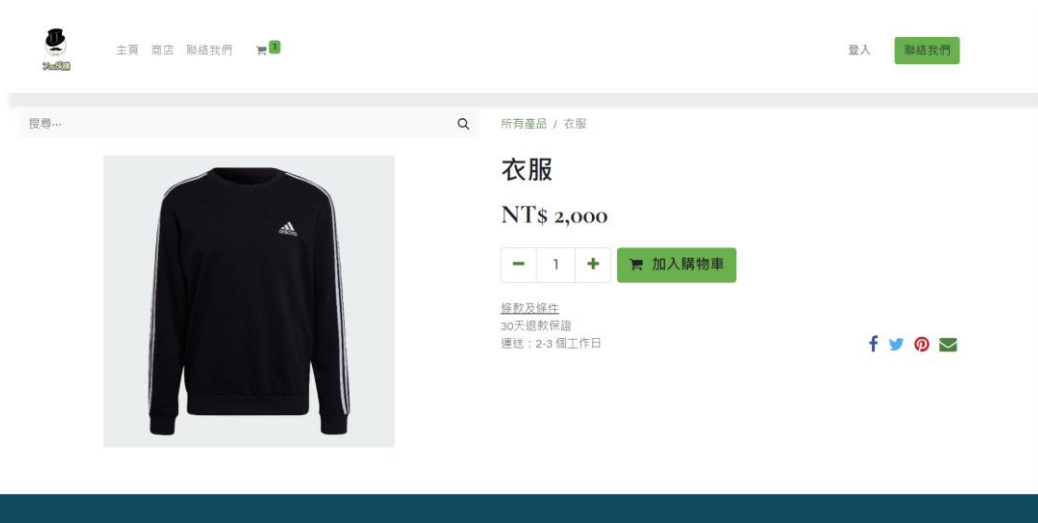 主頁 商店 聯絡我們 1
登入 聯絡我們
搜尋...
所有產品 / 衣服
衣服
NT$ 2,000
1 加入購物車
adidas
條款及條件
30天退款保證
運送：2-3 個工作日